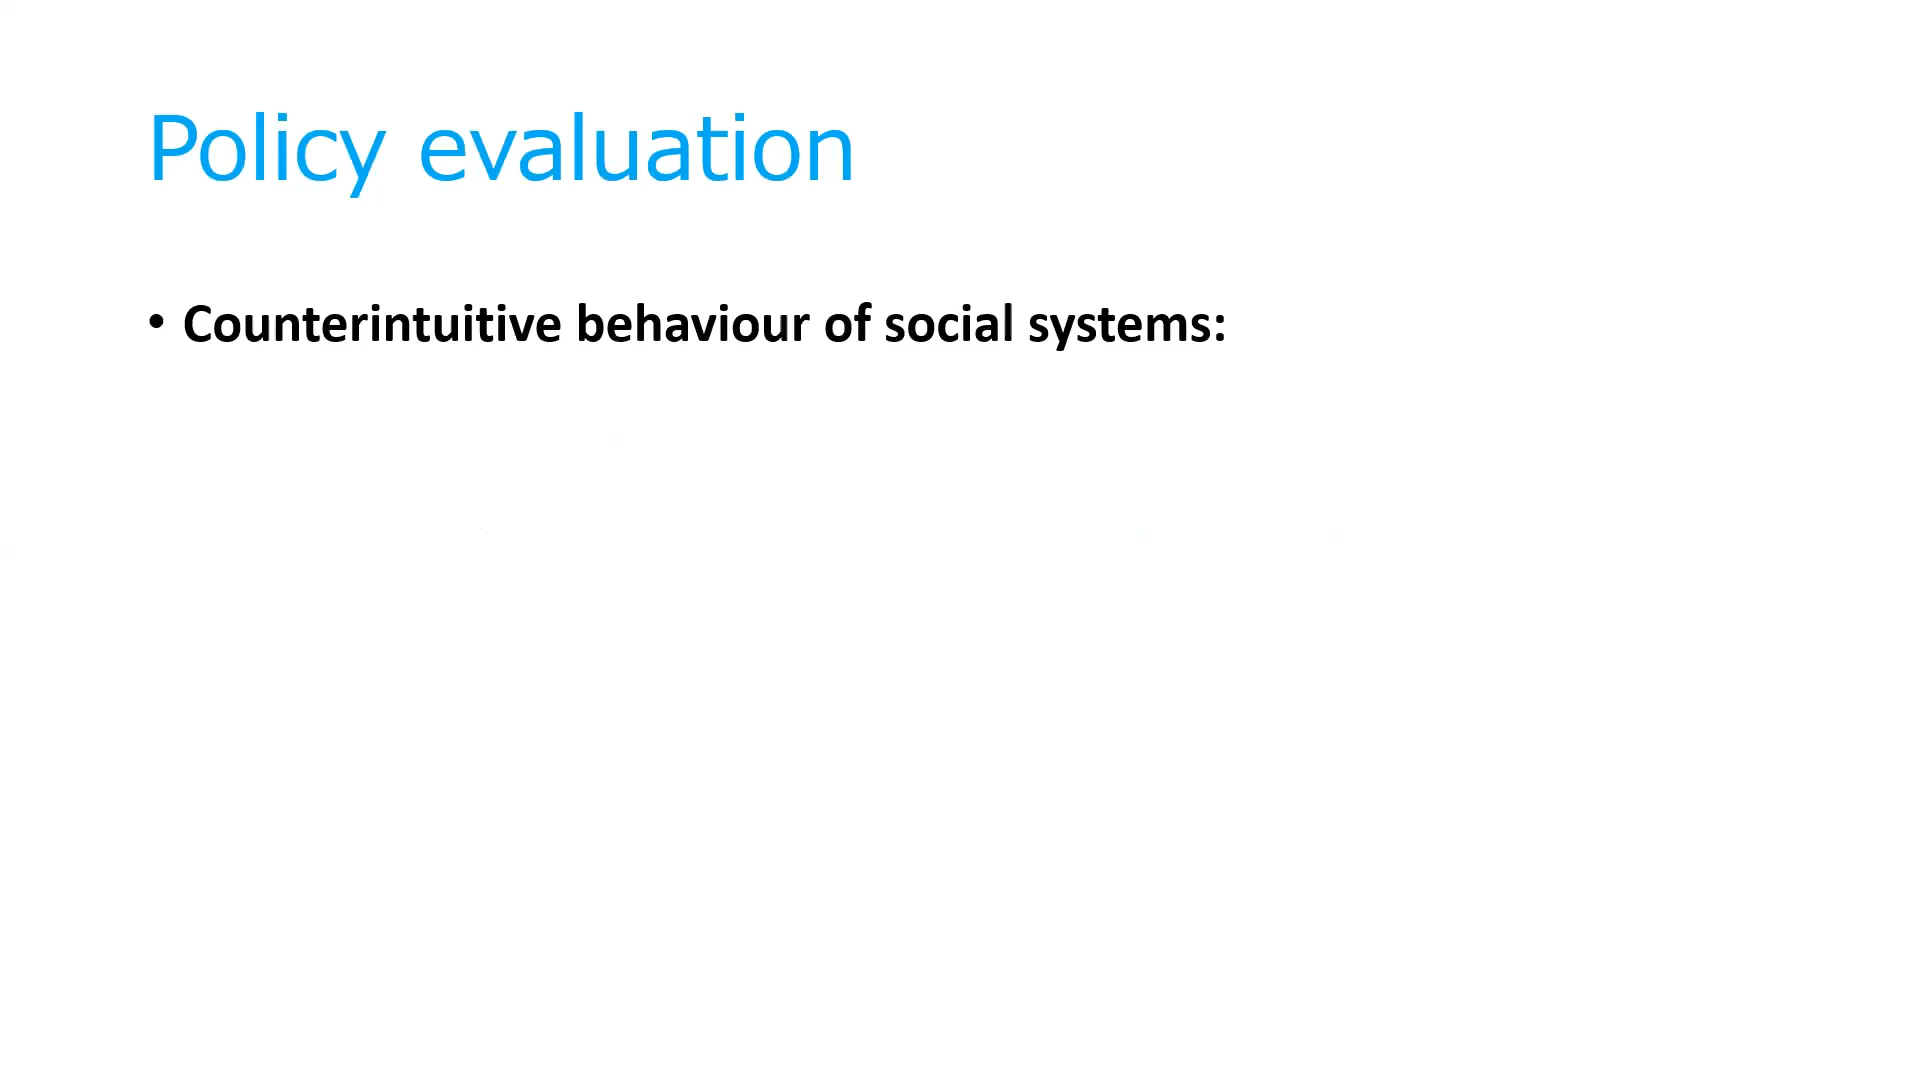 Policy evaluation
• Counterintuitive behaviour of social systems: